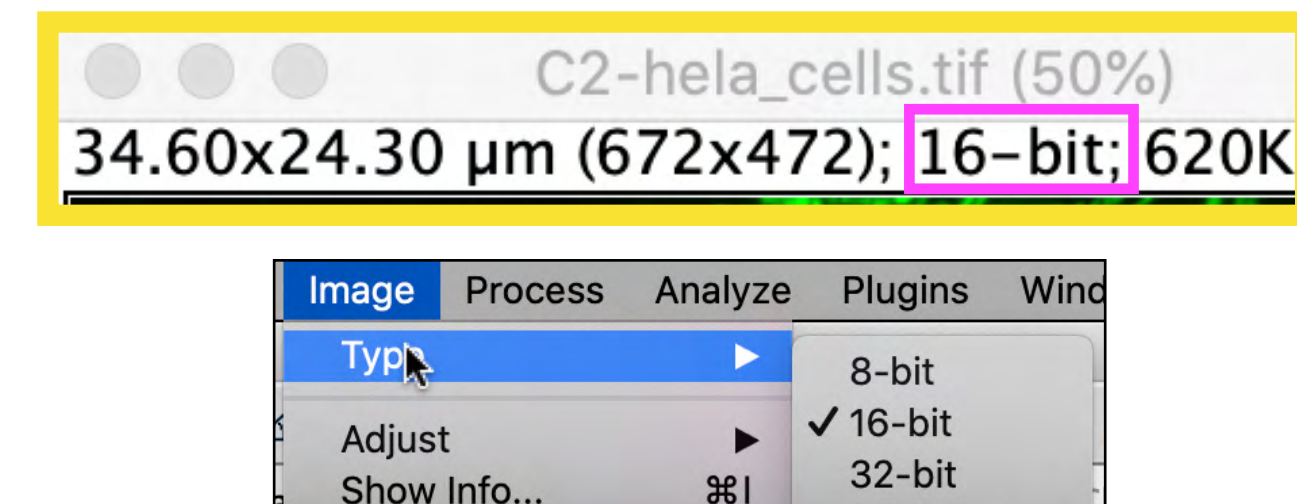 C2-hela_cells.tif (50%)
34.60x24.30 µm (672x472); 16-bit; 620K
Image Process Analyze Plugins Wind
Type
8-bit
16-bit
Adjust
32-bit
Show Info... ⌘I